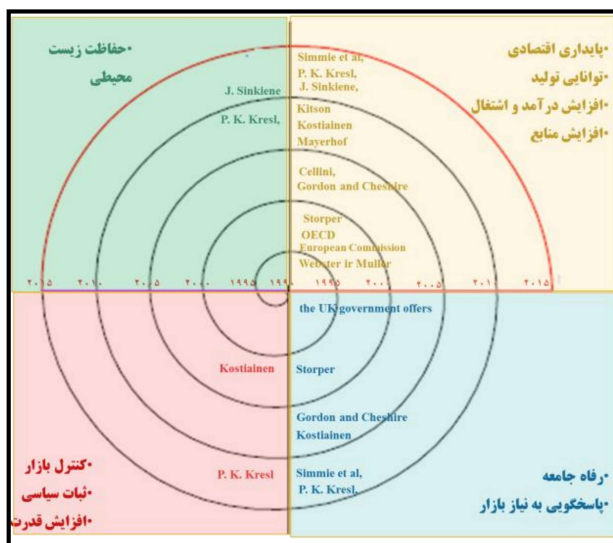 •حفاظت زیست
محیطی
J. Sinkiene
P. K. Kresl,
•پایداری اقتصادی
•توانایی تولید
•افزایش درآمد و اشتغال
•افزایش منابع
Simmie et al,
P. K. Kresl,
J. Sinkiene,
Kitson
Kostiainen
Mayerhof
Cellini,
Gordon and Cheshire
Storper
OECD
European Commission
Webster ir Muller
۲۰۱۵ ۲۰۱۰ ۲۰۰۵ ۲۰۰۰ ۱۹۹۵ ۱۹۹۰ ۱۹۹۵ ۲۰۰۵ ۲۰۱۵
Kostiainen
P. K. Kresl
•کنترل بازار
•ثبات سیاسی
•افزایش قدرت
the UK government offers
Storper
Gordon and Cheshire
Kostiainen
Simmie et al,
P. K. Kresl,
•رفاه جامعه
•پاسخگویی به نیاز بازار